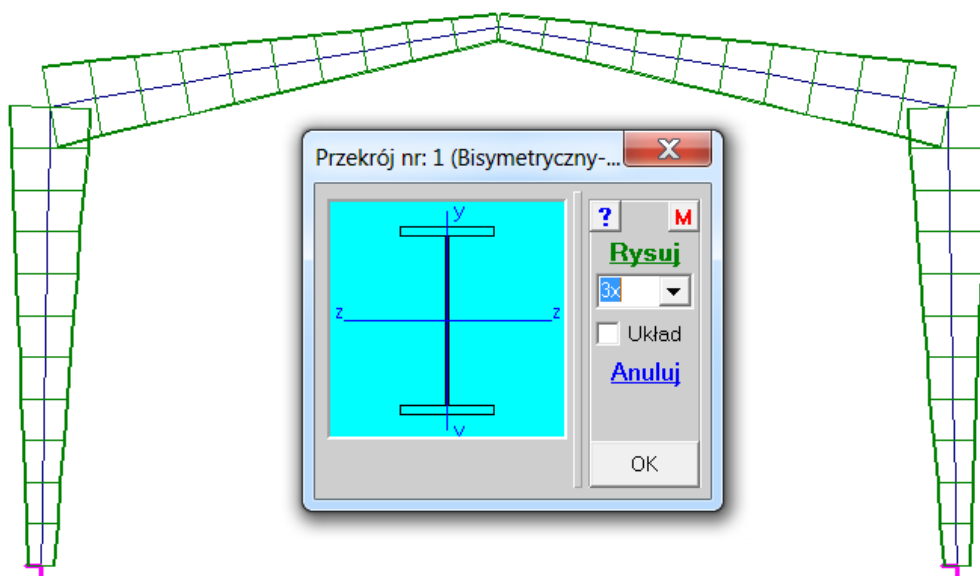 Przekrój nr: 1 (Bisymetryczny-...
y
? M
Rysuj
3x
z z
Układ
Anuluj
y
OK